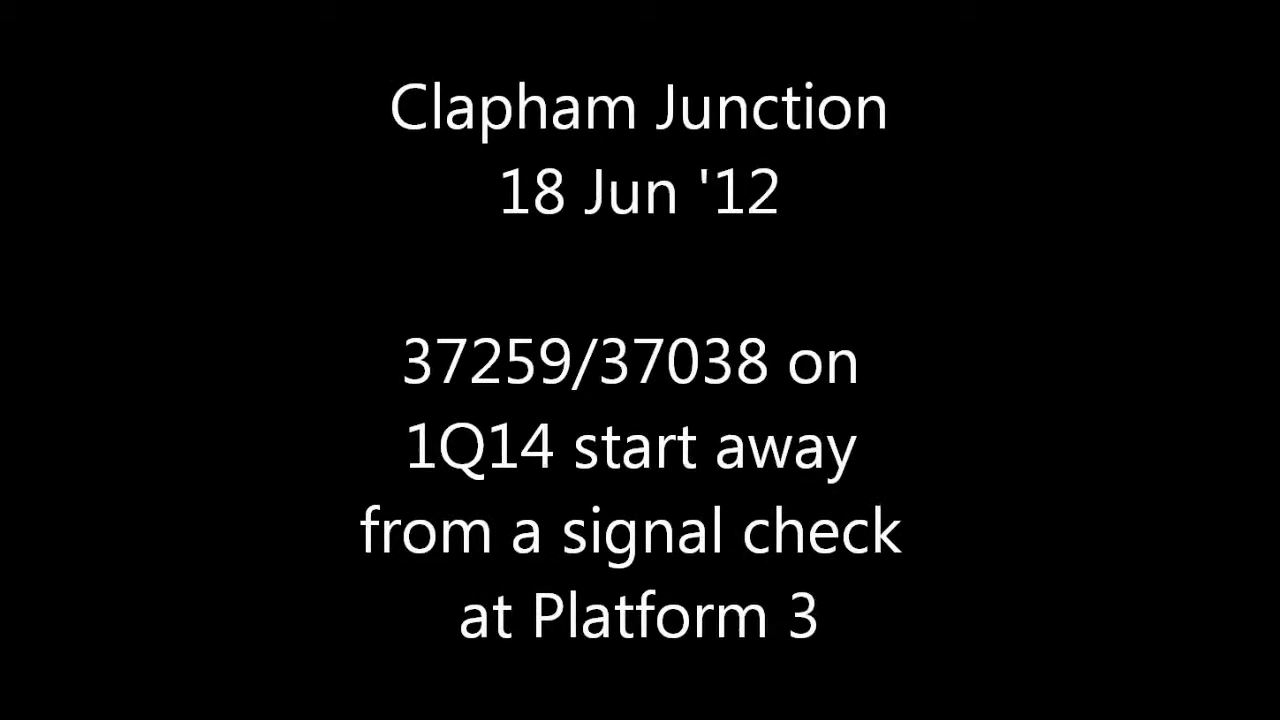 Clapham Junction
18 Jun '12
37259/37038 on
1Q14 start away
from a signal check
at Platform 3